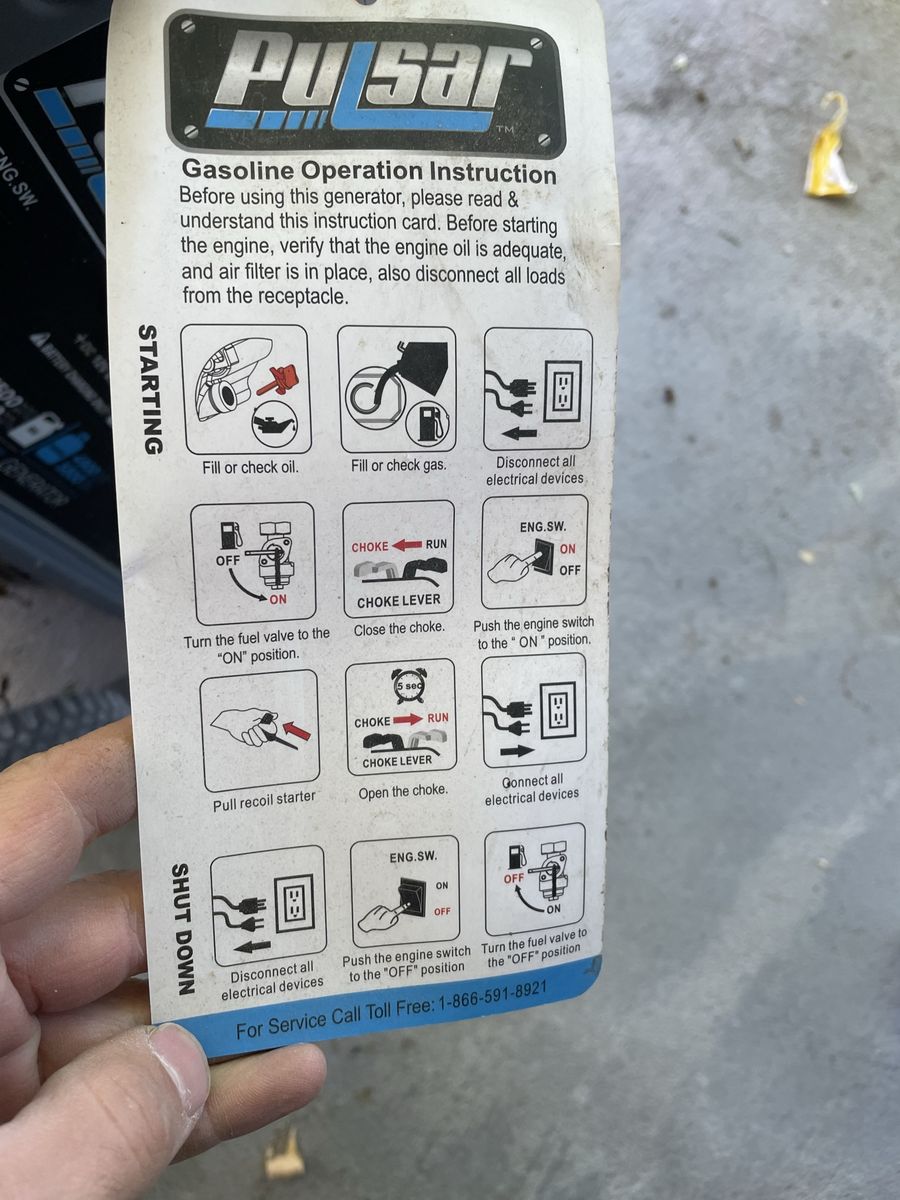 Pulsar
™
Gasoline Operation Instruction
Before using this generator, please read &
understand this instruction card. Before starting
the engine, verify that the engine oil is adequate,
and air filter is in place, also disconnect all loads
from the receptacle.
STARTING
Fill or check oil.
Fill or check gas.
Disconnect all
electrical devices
OFF
ON
Turn the fuel valve to the
“ON” position.
CHOKE RUN
CHOKE LEVER
Close the choke.
ENG.SW.
ON
OFF
Push the engine switch
to the “ ON ” position.
Pull recoil starter
5 sec
CHOKE RUN
CHOKE LEVER
Open the choke.
Connect all
electrical devices
SHUT DOWN
Disconnect all
electrical devices
ENG.SW.
ON
OFF
Push the engine switch
to the "OFF" position
OFF
ON
Turn the fuel valve to
the "OFF" position
For Service Call Toll Free: 1-866-591-8921
ENG.SW.